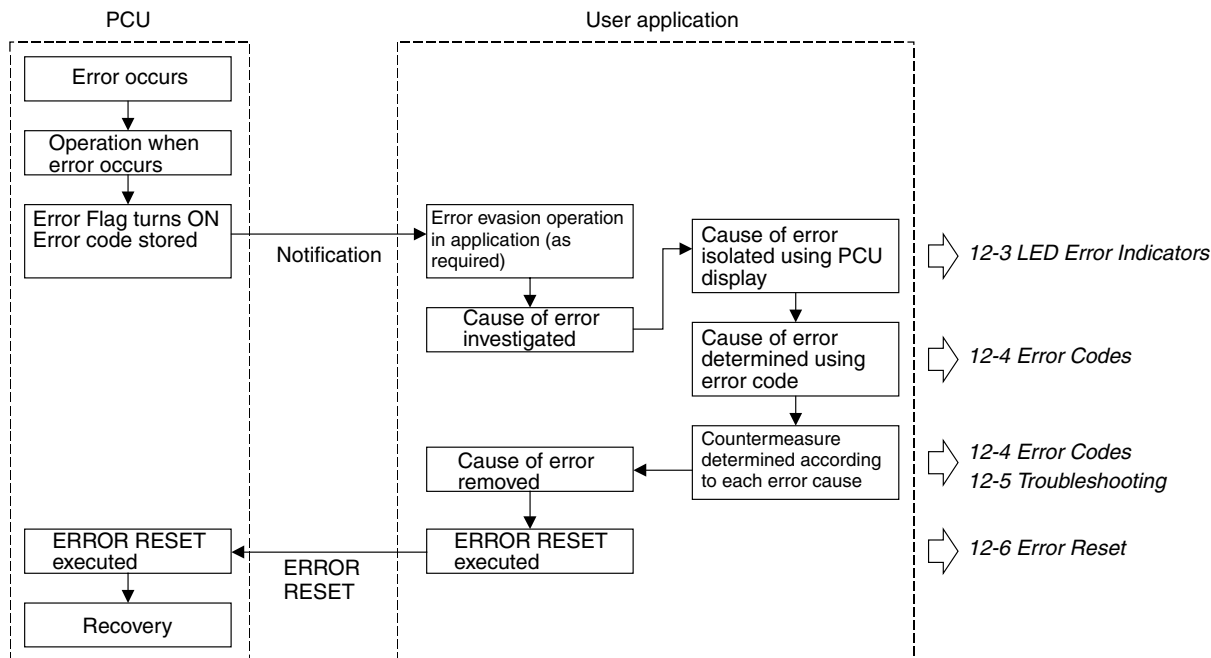 PCU
User application
Error occurs
Operation when
error occurs
Error Flag turns ON
Error code stored
Notification
Error evasion operation
in application (as
required)
Cause of error
investigated
Cause of error
isolated using PCU
display
12-3 LED Error Indicators
Cause of error
determined using
error code
12-4 Error Codes
Countermeasure
determined according
to each error cause
12-4 Error Codes
12-5 Troubleshooting
Cause of error
removed
ERROR RESET
executed
12-6 Error Reset
ERROR
RESET
ERROR RESET
executed
Recovery